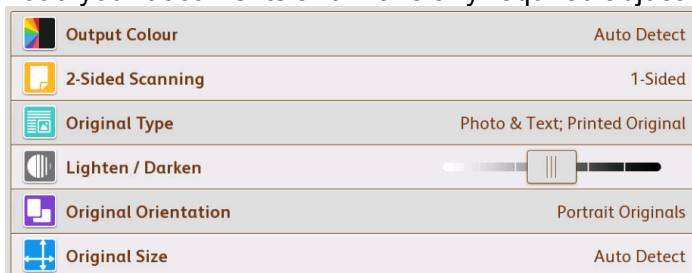 Output Colour Auto Detect
2-Sided Scanning 1-Sided
Original Type Photo & Text; Printed Original
Lighten / Darken
Original Orientation Portrait Originals
Original Size Auto Detect